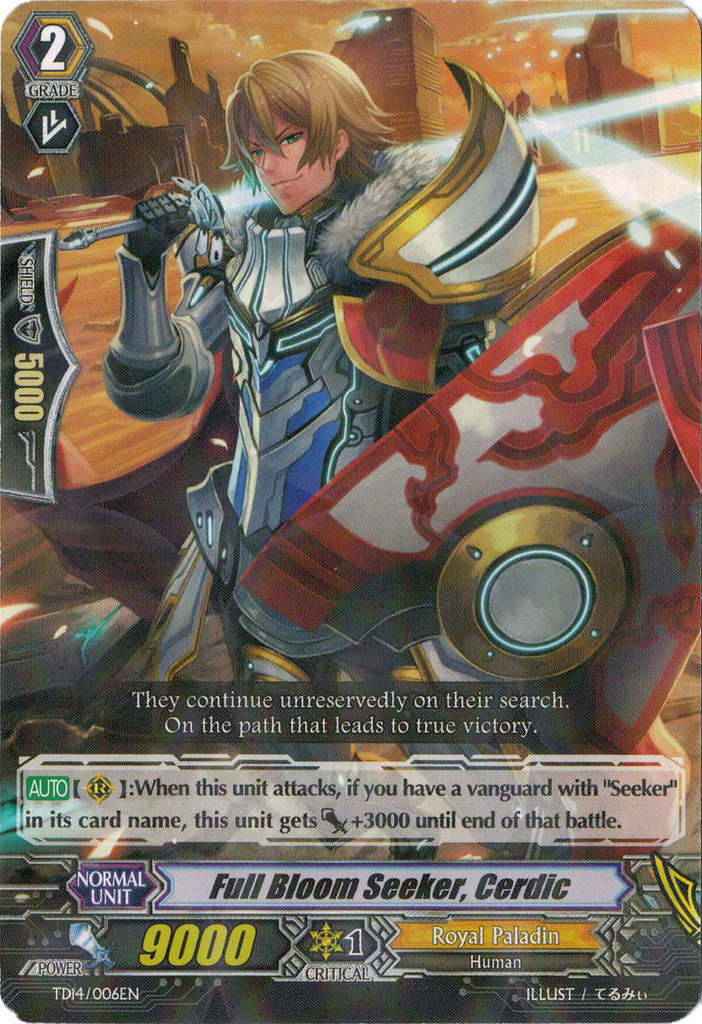 2
GRADE
SHIELD
5000
They continue unreservedly on their search.
On the path that leads to true victory.
AUTO【 R 】:When this unit attacks, if you have a vanguard with "Seeker"
in its card name, this unit gets +3000 until end of that battle.
NORMAL
UNIT
Full Bloom Seeker, Cerdic
POWER
9000
1
CRITICAL
Royal Paladin
Human
TD14/006EN
ILLUST / てるみぃ